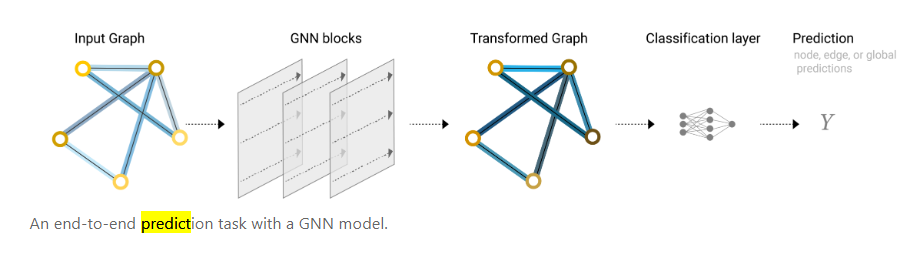 Input Graph
GNN blocks
Transformed Graph
Classification layer
Prediction
node, edge, or global
predictions
Y
An end-to-end prediction task with a GNN model.